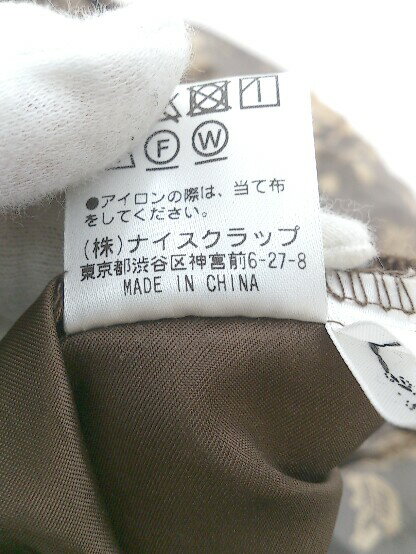 F W
●アイロンの際は、当て布
をしてください。
(株)ナイスクラップ
東京都渋谷区神宮前6-27-8
MADE IN CHINA